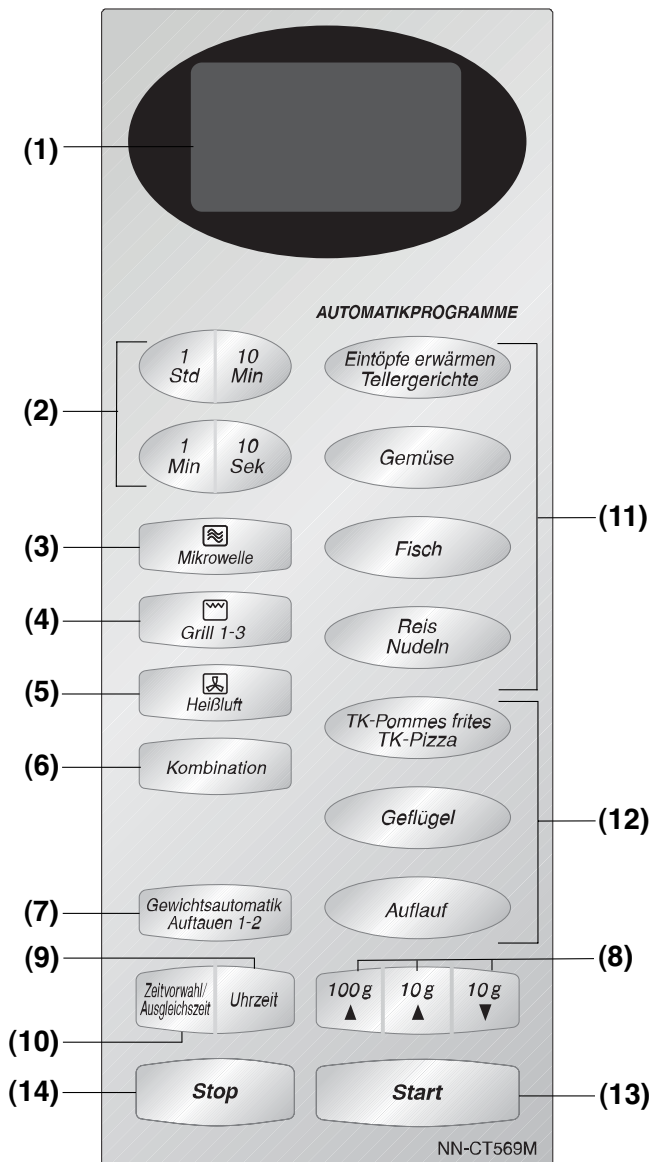 (1)
AUTOMATIKPROGRAMME
1 Std
10 Min
Eintöpfe erwärmen
Tellergerichte
(2)
1 Min
10 Sek
Gemüse
(11)
(3)
Mikrowelle
Fisch
(4)
Grill 1-3
Reis
Nudeln
(5)
Heißluft
(6)
Kombination
TK-Pommes frites
TK-Pizza
(12)
Geflügel
(7)
Gewichtsautomatik
Auftauen 1-2
Auflauf
(9)
(8)
Zeitvorwahl/
Ausgleichszeit
Uhrzeit
100 g ▲
10 g ▲
10 g ▼
(10)
(14)
Stop
Start
(13)
NN-CT569M